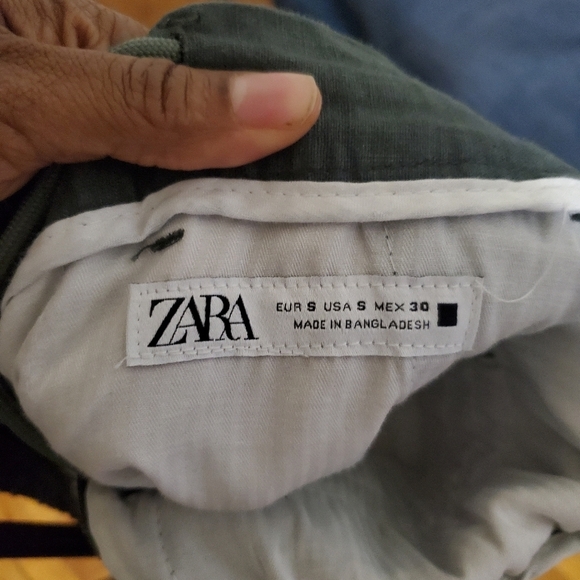 ZARA
EUR S USA S MEX 30
MADE IN BANGLADESH